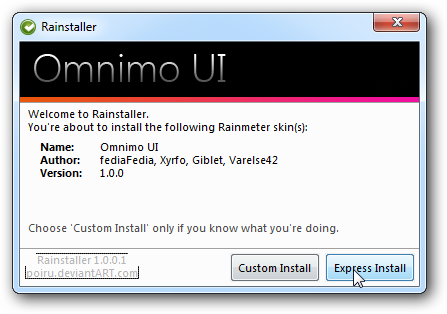 Rainstaller
Omnimo UI
Welcome to Rainstaller.
You're about to install the following Rainmeter skin(s):
Name: Omnimo UI
Author: fediaFedia, Xyrfo, Giblet, Varelse42
Version: 1.0.0
Choose 'Custom Install' only if you know what you're doing.
Rainstaller 1.0.0.1
poiru.deviantART.com
Custom Install
Express Install